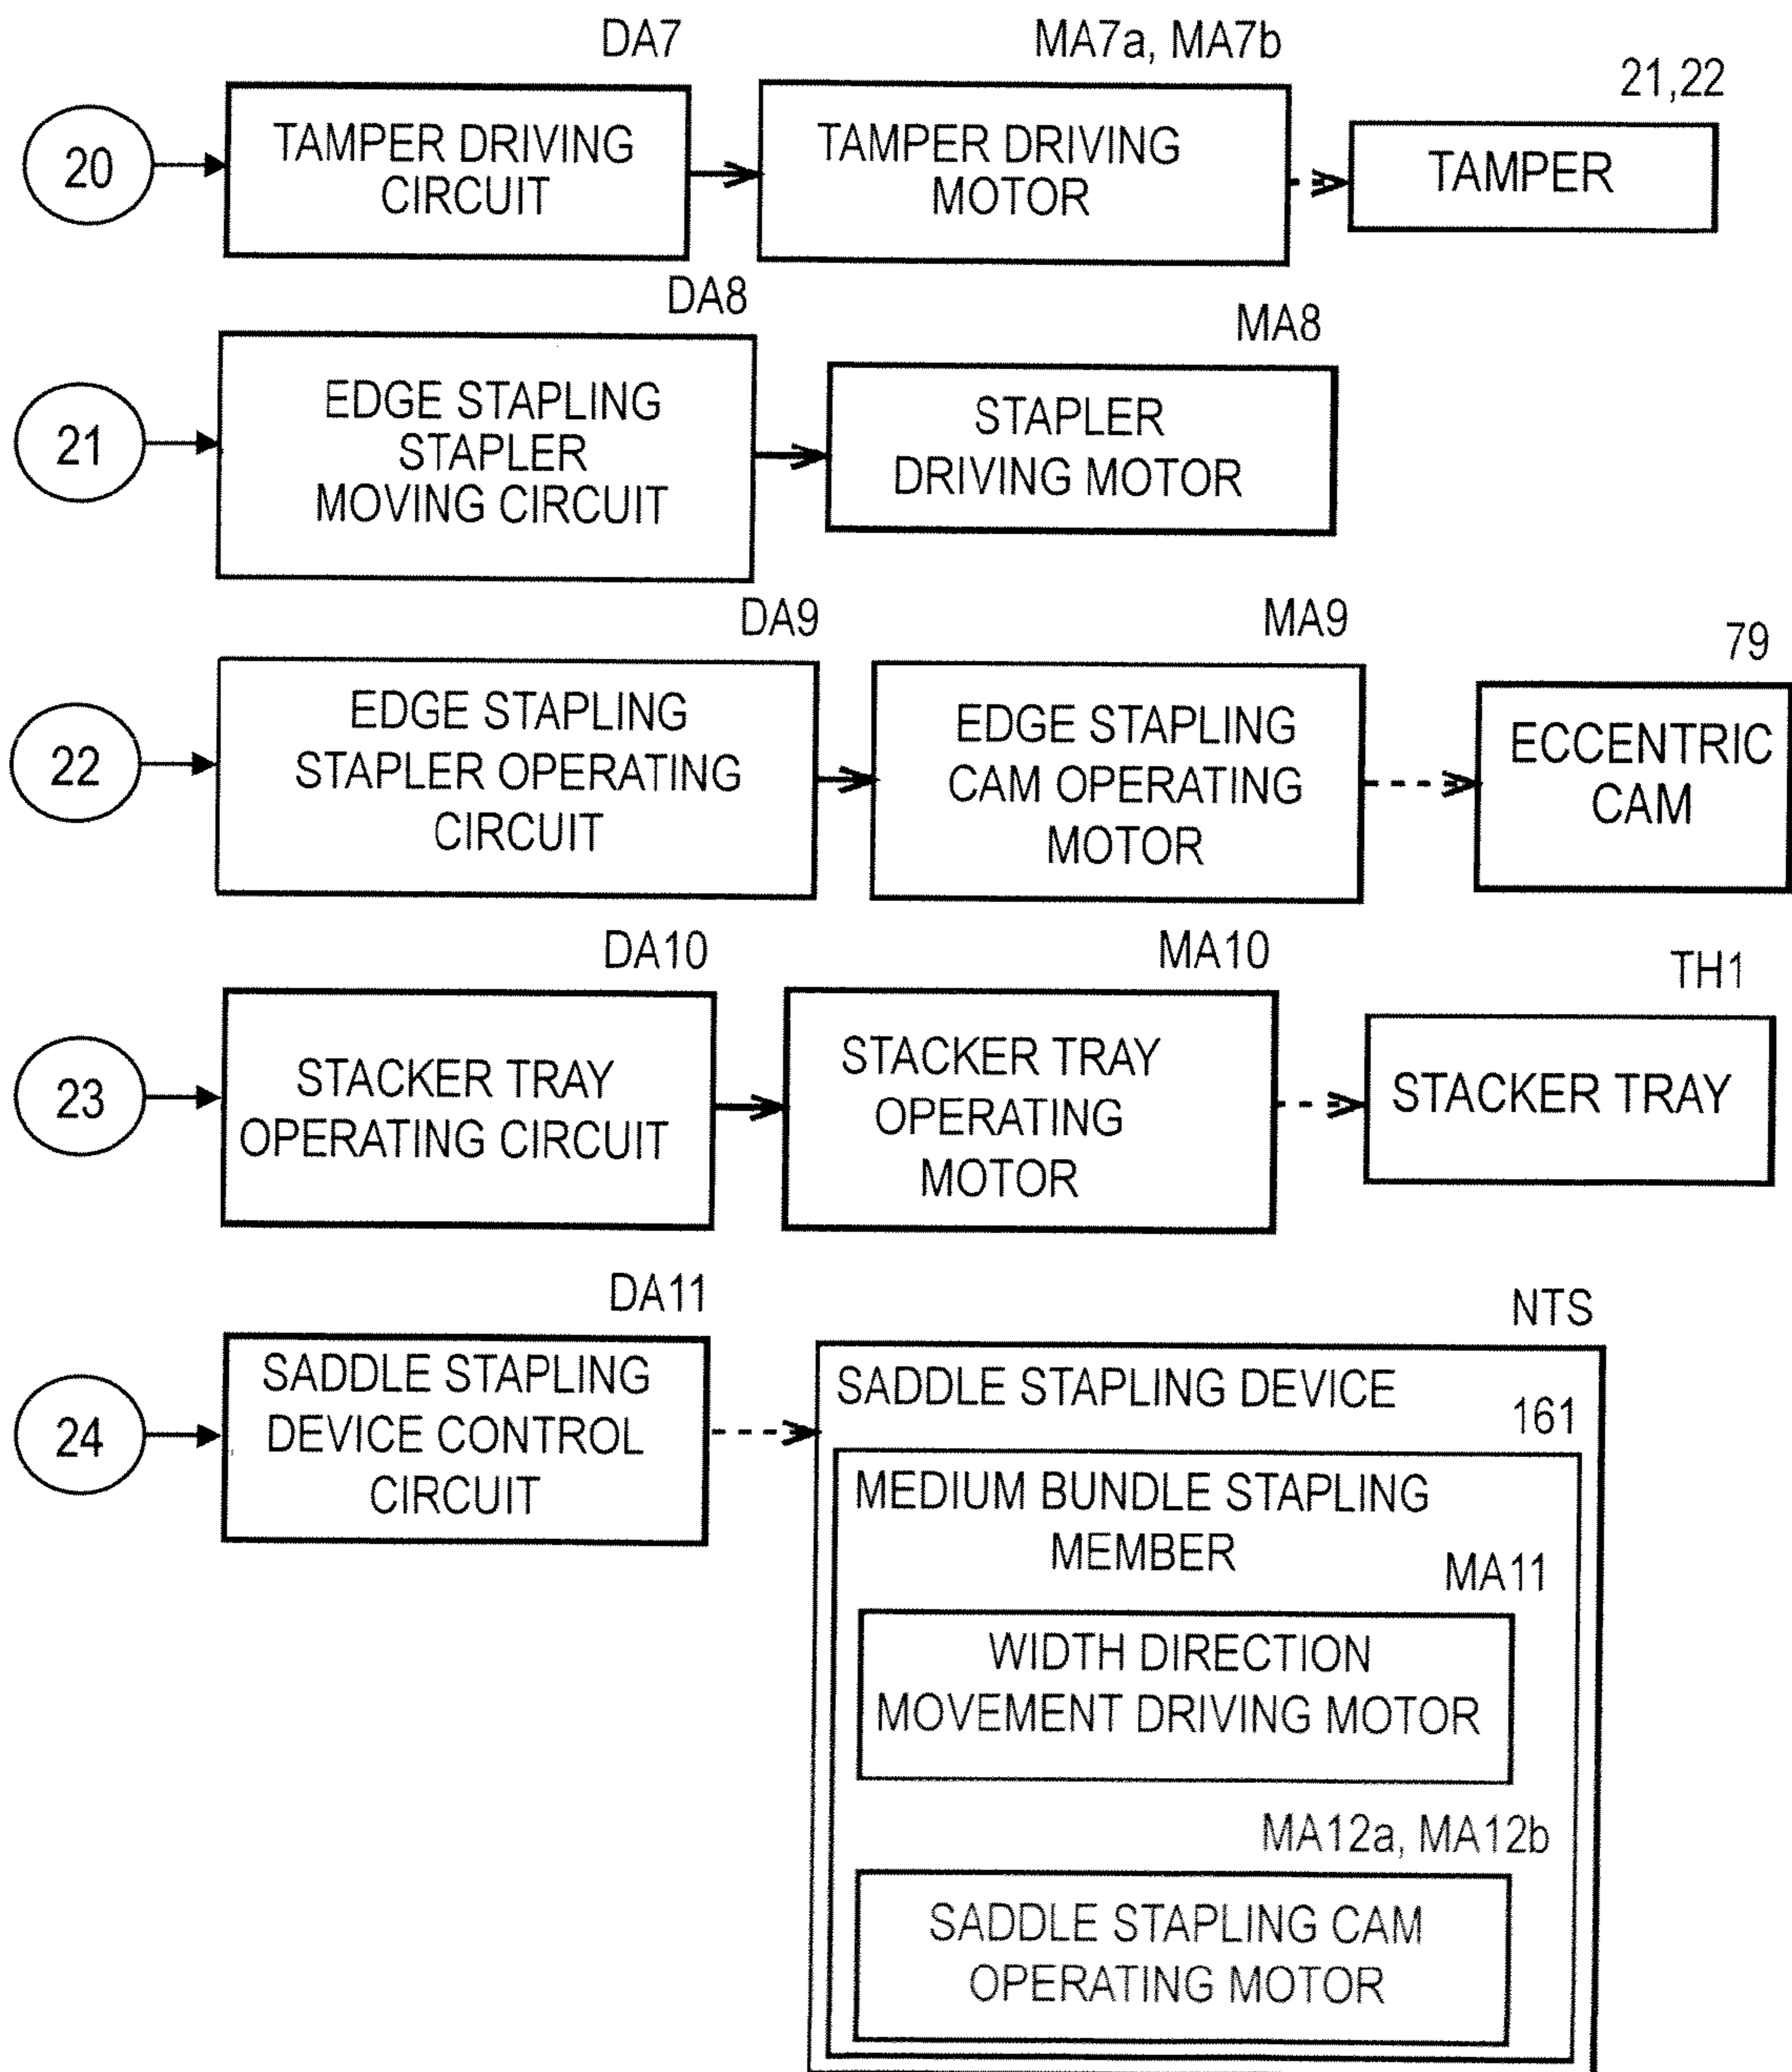 DA7
MA7a, MA7b
21,22
20
TAMPER DRIVING
CIRCUIT
TAMPER DRIVING
MOTOR
TAMPER
DA8
MA8
21
EDGE STAPLING
STAPLER
MOVING CIRCUIT
STAPLER
DRIVING MOTOR
DA9
MA9
79
22
EDGE STAPLING
STAPLER OPERATING
CIRCUIT
EDGE STAPLING
CAM OPERATING
MOTOR
ECCENTRIC
CAM
DA10
MA10
TH1
23
STACKER TRAY
OPERATING CIRCUIT
STACKER TRAY
OPERATING
MOTOR
STACKER TRAY
DA11
NTS
24
SADDLE STAPLING
DEVICE CONTROL
CIRCUIT
SADDLE STAPLING DEVICE
161
MEDIUM BUNDLE STAPLING
MEMBER
MA11
WIDTH DIRECTION
MOVEMENT DRIVING MOTOR
MA12a, MA12b
SADDLE STAPLING CAM
OPERATING MOTOR